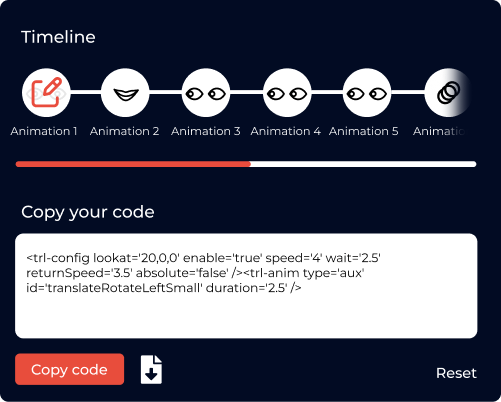 Timeline
Animation 1 Animation 2 Animation 3 Animation 4 Animation 5
Copy your code
<trl-config lookat='20,0,0' enable='true' speed='4' wait='2.5'
returnSpeed='3.5' absolute='false' /><trl-anim type='aux'
id='translateRotateLeftSmall' duration='2.5' />
Copy code
Reset